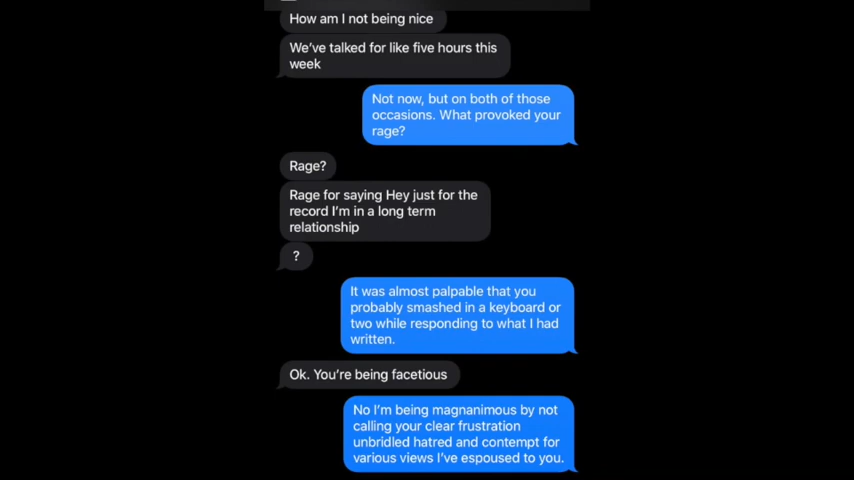 How am I not being nice
We've talked for like five hours this
week
Not now, but on both of those
occasions. What provoked your
rage?
Rage?
Rage for saying Hey just for the
record I'm in a long term
relationship
?
It was almost palpable that you
probably smashed in a keyboard or
two while responding to what I had
written.
Ok. You're being facetious
No I'm being magnanimous by not
calling your clear frustration
unbridled hatred and contempt for
various views I've espoused to you.